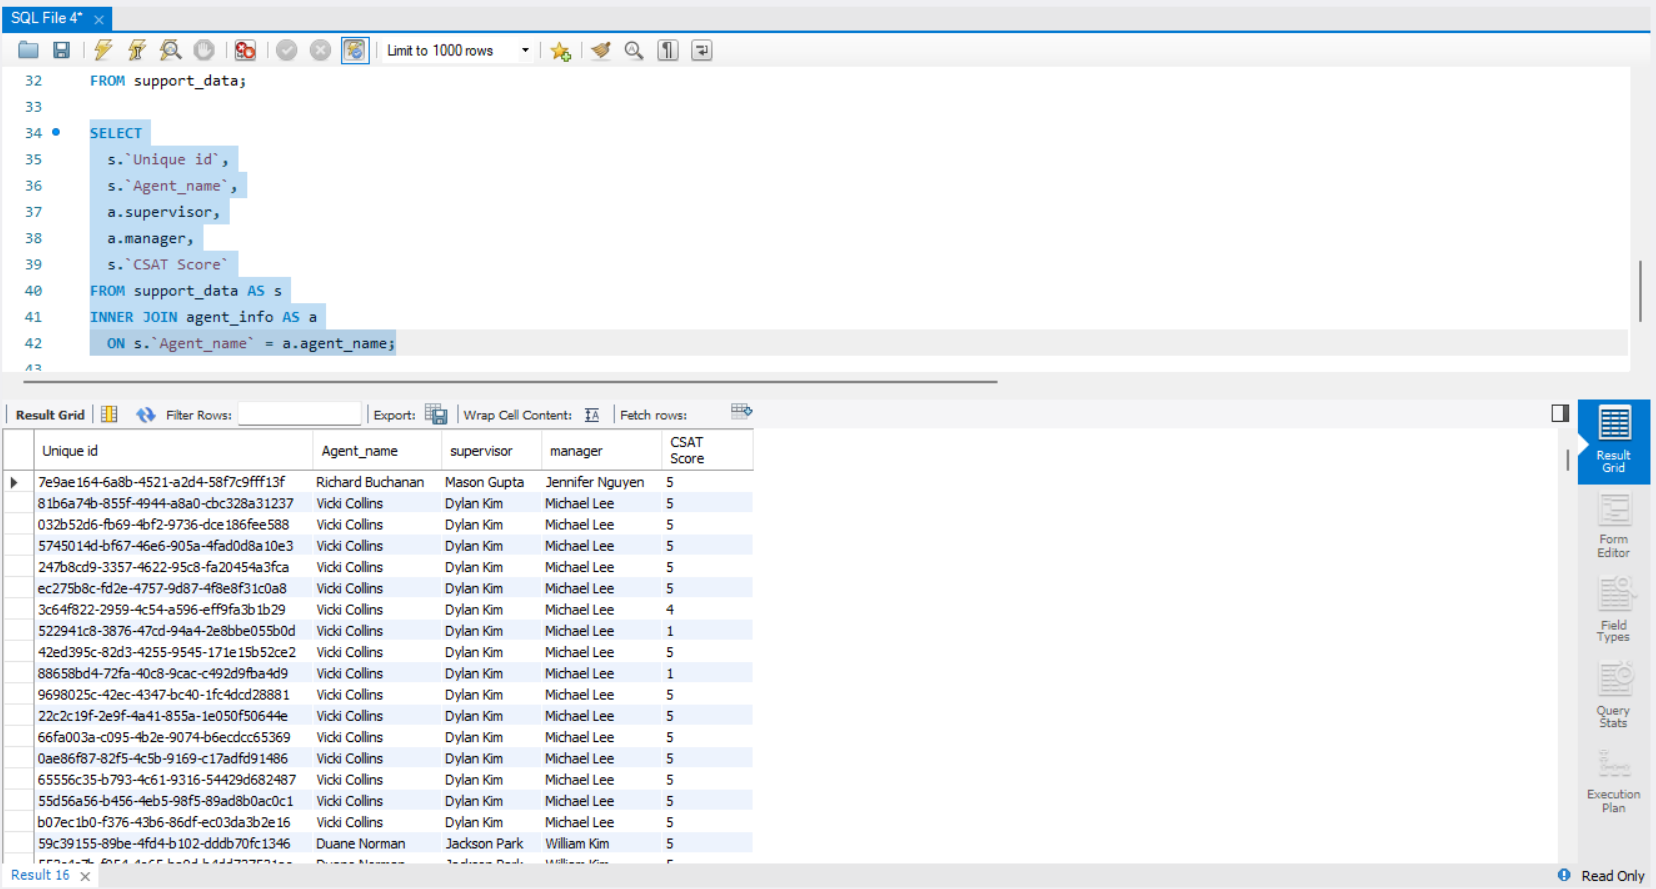 SQL File 4*
Limit to 1000 rows
32 FROM support_data;
33
34 SELECT
35 s.`Unique id`,
36 s.`Agent_name`,
37 a.supervisor,
38 a.manager,
39 s.`CSAT Score`
40 FROM support_data AS s
41 INNER JOIN agent_info AS a
42 ON s.`Agent_name` = a.agent_name;
43
Result Grid Filter Rows: Export: Wrap Cell Content: Fetch rows:
Unique id Agent_name supervisor manager CSAT Score
7e9ae164-6a8b-4521-a2d4-58f7c9fff13f Richard Buchanan Mason Gupta Jennifer Nguyen 5
81b6a74b-855f-4944-a8a0-cbc328a31237 Vicki Collins Dylan Kim Michael Lee 5
032b52d6-fb69-4bf2-9736-dce186fee588 Vicki Collins Dylan Kim Michael Lee 5
5745014d-bf67-46e6-905a-4fad0d8a10e3 Vicki Collins Dylan Kim Michael Lee 5
247b8cd9-3357-4622-95c8-fa20454a3fca Vicki Collins Dylan Kim Michael Lee 5
ec275b8c-fd2e-4757-9d87-4f8e8f31c0a8 Vicki Collins Dylan Kim Michael Lee 5
3c64f822-2959-4c54-a596-eff9fa3b1b29 Vicki Collins Dylan Kim Michael Lee 4
522941c8-3876-47cd-94a4-2e8bbe055b0d Vicki Collins Dylan Kim Michael Lee 1
42ed395c-82d3-4255-9545-171e15b52ce2 Vicki Collins Dylan Kim Michael Lee 5
88658bd4-72fa-40c8-9cac-c492d9fba4d9 Vicki Collins Dylan Kim Michael Lee 1
9698025c-42ec-4347-bc40-1fc4dcd28881 Vicki Collins Dylan Kim Michael Lee 5
22c2c19f-2e9f-4a41-855a-1e050f50644e Vicki Collins Dylan Kim Michael Lee 5
66fa003a-c095-4b2e-9074-b6ecdcc65369 Vicki Collins Dylan Kim Michael Lee 5
0ae86f87-82f5-4c5b-9169-c17adfd91486 Vicki Collins Dylan Kim Michael Lee 5
65556c35-b793-4c61-9316-54429d682487 Vicki Collins Dylan Kim Michael Lee 5
55d56a56-b456-4eb5-98f5-89ad8b0ac0c1 Vicki Collins Dylan Kim Michael Lee 5
b07ec1b0-f376-43b6-86df-ec03da3b2e16 Vicki Collins Dylan Kim Michael Lee 5
59c39155-89be-4fd4-b102-dddb70fc1346 Duane Norman Jackson Park William Kim 5
Duane Norman Jackson Park William Kim 5
Result Grid
Form Editor
Field Types
Query Stats
Execution Plan
Result 16
Read Only